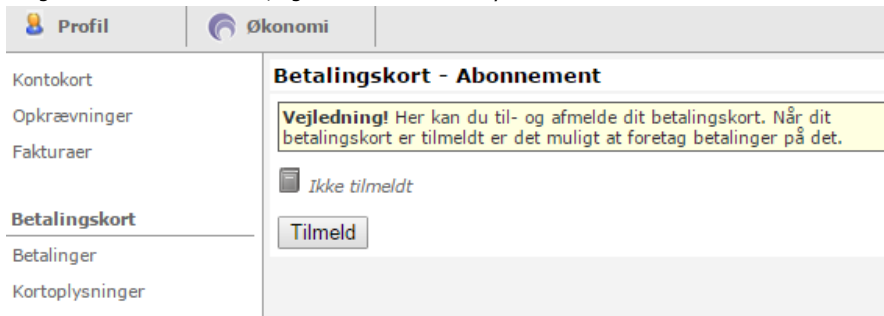 Profil
Økonomi
Kontokort
Opkrævninger
Fakturaer
Betalingskort
Betalinger
Kortoplysninger
Betalingskort - Abonnement
Vejledning! Her kan du til- og afmelde dit betalingskort. Når dit
betalingskort er tilmeldt er det muligt at foretag betalinger på det.
Ikke tilmeldt
Tilmeld